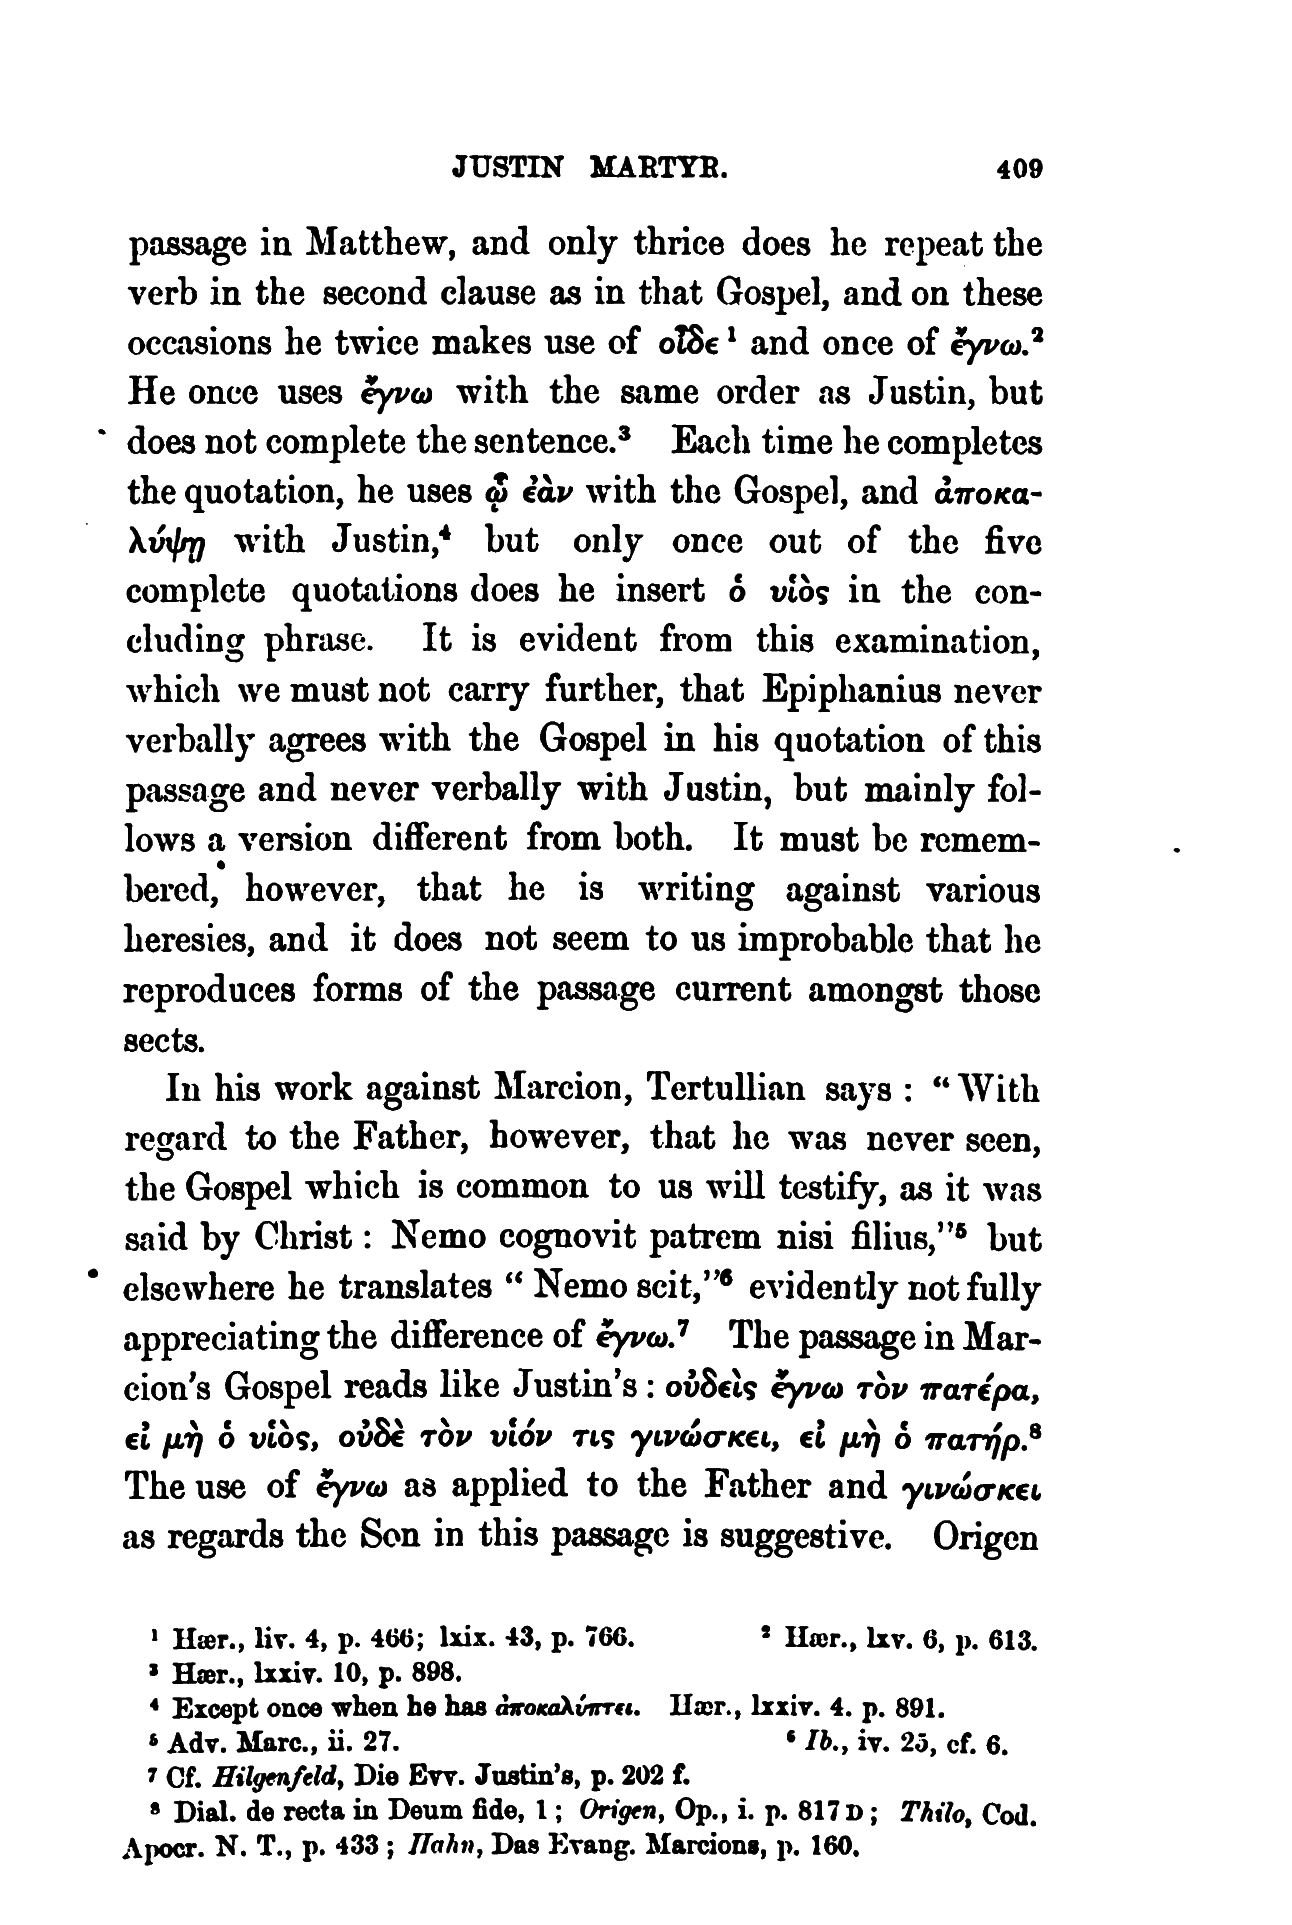 JUSTIN MARTYR. 409
passage in Matthew, and only thrice does he repeat the
verb in the second clause as in that Gospel, and on these
occasions he twice makes use of οἶδε ¹ and once of ἔγνω.²
He once uses ἔγνω with the same order as Justin, but
does not complete the sentence.³ Each time he completes
the quotation, he uses ᾧ ἐὰν with the Gospel, and ἀποκα-
λύψῃ with Justin,⁴ but only once out of the five
complete quotations does he insert ὁ υἱὸς in the con-
cluding phrase. It is evident from this examination,
which we must not carry further, that Epiphanius never
verbally agrees with the Gospel in his quotation of this
passage and never verbally with Justin, but mainly fol-
lows a version different from both. It must be remem-
bered, however, that he is writing against various
heresies, and it does not seem to us improbable that he
reproduces forms of the passage current amongst those
sects.
In his work against Marcion, Tertullian says : “ With
regard to the Father, however, that he was never seen,
the Gospel which is common to us will testify, as it was
said by Christ : Nemo cognovit patrem nisi filius,”⁵ but
elsewhere he translates “ Nemo scit,”⁶ evidently not fully
appreciating the difference of ἔγνω.⁷ The passage in Mar-
cion’s Gospel reads like Justin’s : οὐδεὶς ἔγνω τὸν πατέρα,
εἰ μὴ ὁ υἱὸς, οὐδὲ τὸν υἱόν τις γινώσκει, εἰ μὴ ὁ πατήρ.⁸
The use of ἔγνω as applied to the Father and γινώσκει
as regards the Son in this passage is suggestive. Origen
¹ Hær., liv. 4, p. 466; lxix. 43, p. 766. ² Hær., lxv. 6, p. 613.
³ Hær., lxxiv. 10, p. 898.
⁴ Except once when he has ἀποκαλύπτει. Hær., lxxiv. 4. p. 891.
⁵ Adv. Marc., ii. 27. ⁶ Ib., iv. 25, cf. 6.
⁷ Cf. Hilgenfeld, Die Evv. Justin’s, p. 202 f.
⁸ Dial. de recta in Deum fide, 1 ; Origen, Op., i. p. 817 D ; Thilo, Cod.
Apocr. N. T., p. 433 ; Hahn, Das Evang. Marcions, p. 160.